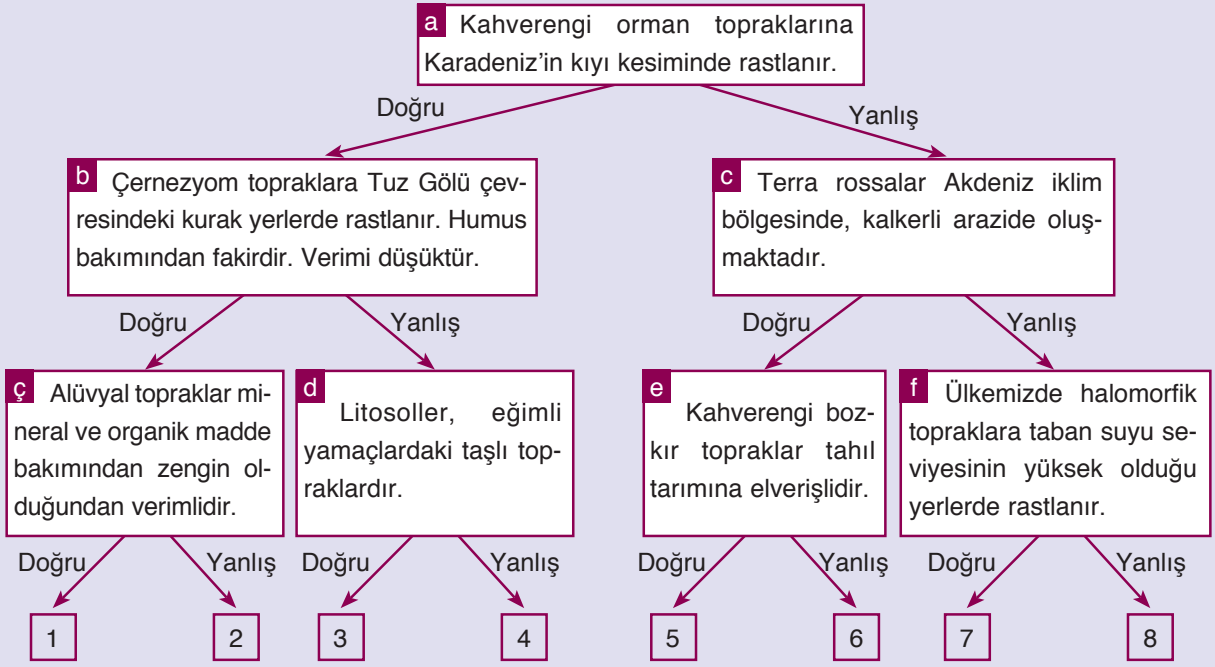 a Kahverengi orman topraklarına
Karadeniz’in kıyı kesiminde rastlanır.
Doğru
Yanlış
b Çernezyom topraklara Tuz Gölü çev-
resindeki kurak yerlerde rastlanır. Humus
bakımından fakirdir. Verimi düşüktür.
c Terra rossalar Akdeniz iklim
bölgesinde, kalkerli arazide oluş-
maktadır.
Doğru
Yanlış
Doğru
Yanlış
ç Alüvyal topraklar mi-
neral ve organik madde
bakımından zengin ol-
duğundan verimlidir.
d
Litosoller, eğimli
yamaçlardaki taşlı top-
raklardır.
e
Kahverengi boz-
kır topraklar tahıl
tarımına elverişlidir.
f Ülkemizde halomorfik
topraklara taban suyu se-
viyesinin yüksek olduğu
yerlerde rastlanır.
Doğru
Yanlış
Doğru
Yanlış
Doğru
Yanlış
Doğru
Yanlış
1
2
3
4
5
6
7
8